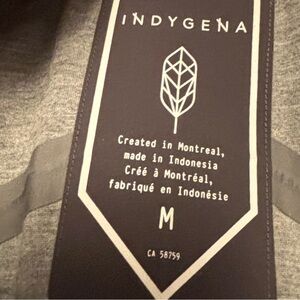 INDYGENA
Created in Montreal,
made in Indonesia
Créé à Montréal,
fabriqué en Indonésie
M
CA 58759